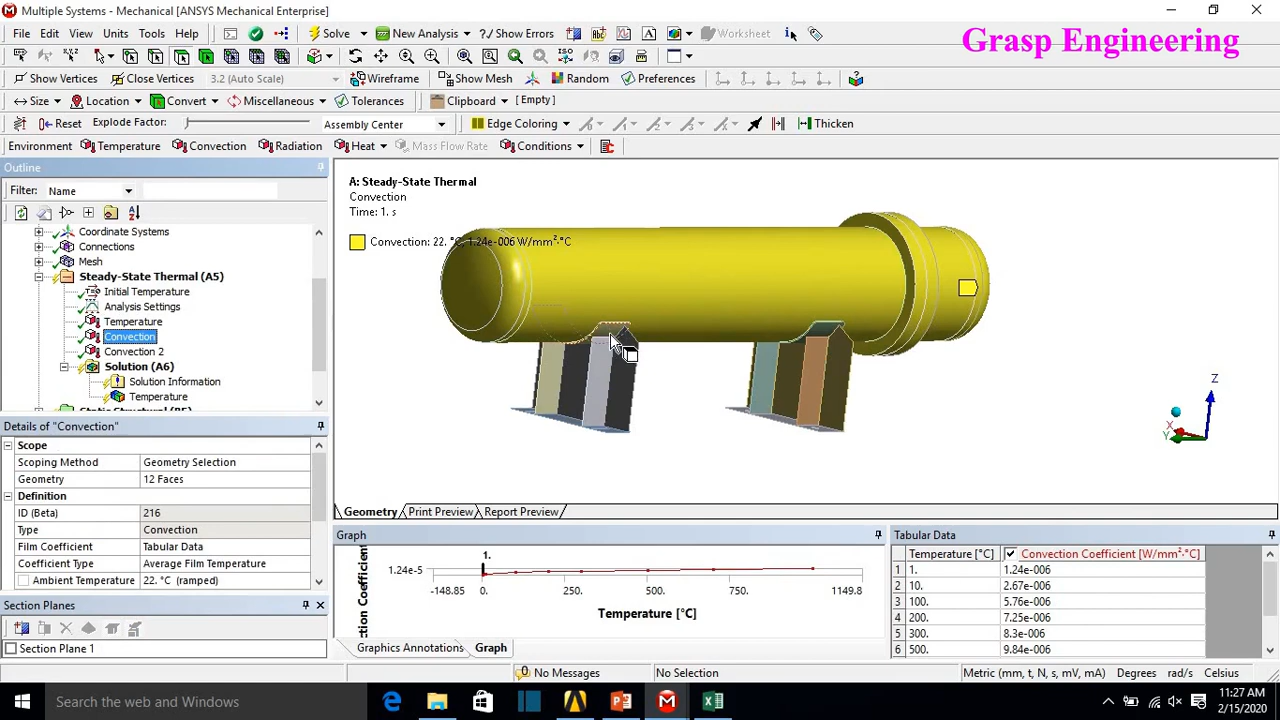 Multiple Systems - Mechanical [ANSYS Mechanical Enterprise]
File Edit View Units Tools Help Solve New Analysis ?/ Show Errors Worksheet
Grasp Engineering
Show Vertices Close Vertices 3.2 (Auto Scale) Wireframe Show Mesh Random Preferences
Size Location Convert Miscellaneous Tolerances Clipboard [ Empty ]
Reset Explode Factor: Assembly Center Edge Coloring Thicken
Environment Temperature Convection Radiation Heat Mass Flow Rate Conditions
Outline
Filter: Name
Coordinate Systems
Connections
Mesh
Steady-State Thermal (A5)
Initial Temperature
Analysis Settings
Temperature
Convection
Convection 2
Solution (A6)
Solution Information
Temperature
Details of "Convection"
Scope
Scoping Method Geometry Selection
Geometry 12 Faces
Definition
ID (Beta) 216
Type Convection
Film Coefficient Tabular Data
Coefficient Type Average Film Temperature
Ambient Temperature 22. °C (ramped)
Section Planes
Section Plane 1
A: Steady-State Thermal
Convection
Time: 1. s
Convection: 22. °C, 1.24e-006 W/mm²·°C
Z
X
Y
Geometry Print Preview Report Preview
Graph
1.
1.24e-5
-148.85 0. 250. 500. 750. 1149.8
Temperature [°C]
Graphics Annotations Graph
Tabular Data
Temperature [°C] Convection Coefficient [W/mm²·°C]
1 1. 1.24e-006
2 10. 2.67e-006
3 100. 5.76e-006
4 200. 7.25e-006
5 300. 8.3e-006
6 500. 9.84e-006
No Messages No Selection Metric (mm, t, N, s, mV, mA) Degrees rad/s Celsius
Search the web and Windows
11:27 AM
2/15/2020